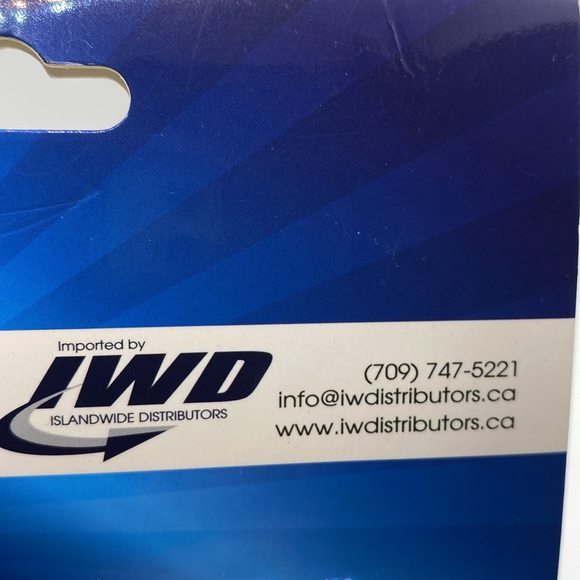 Imported by
IWD
ISLANDWIDE DISTRIBUTORS
(709) 747-5221
info@iwdistributors.ca
www.iwdistributors.ca